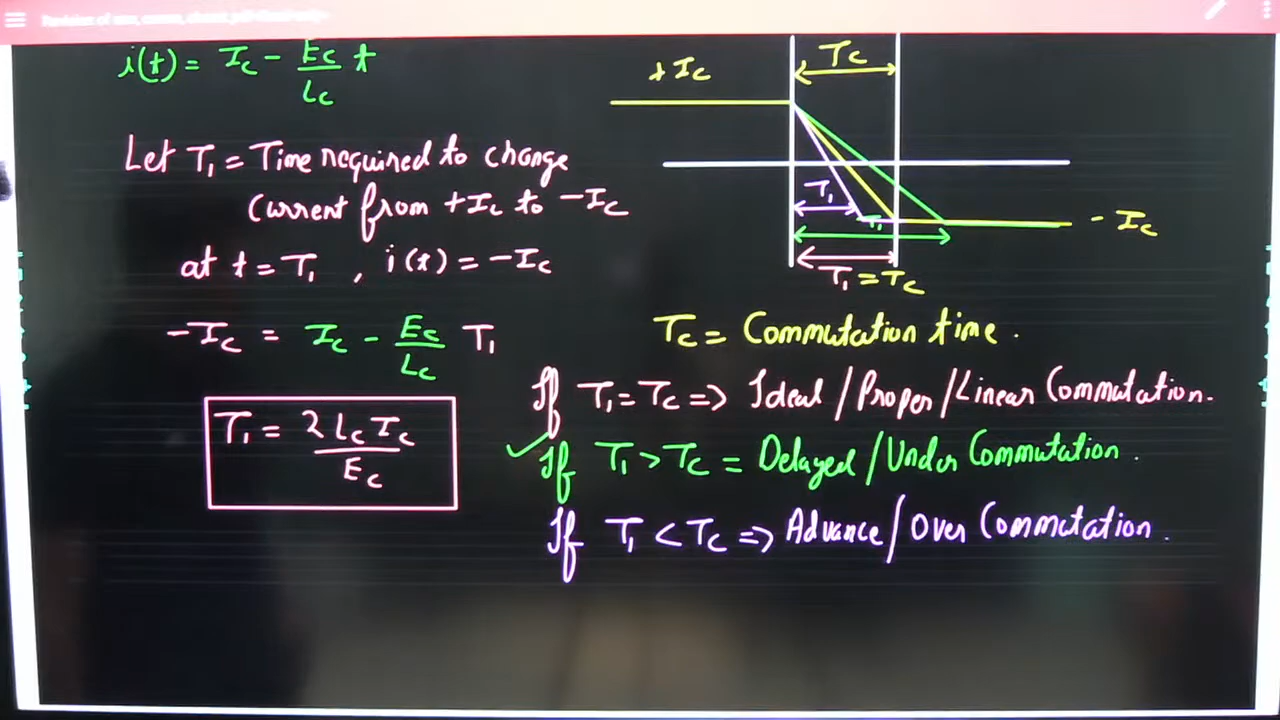 i(t) = Ic - Ec/Lc t
Let T1 = Time required to change
Current from +Ic to -Ic
at t = T1 , i(t) = -Ic
-Ic = Ic - Ec/Lc T1
T1 = 2LcIc/Ec
+Ic
Tc
T1
T1
- Ic
T1 = Tc
Tc = Commutation time .
If T1 = Tc => Ideal / Proper / Linear Commutation.
✓If T1 > Tc = Delayed / Under Commutation .
If T1 < Tc => Advance / Over Commutation .